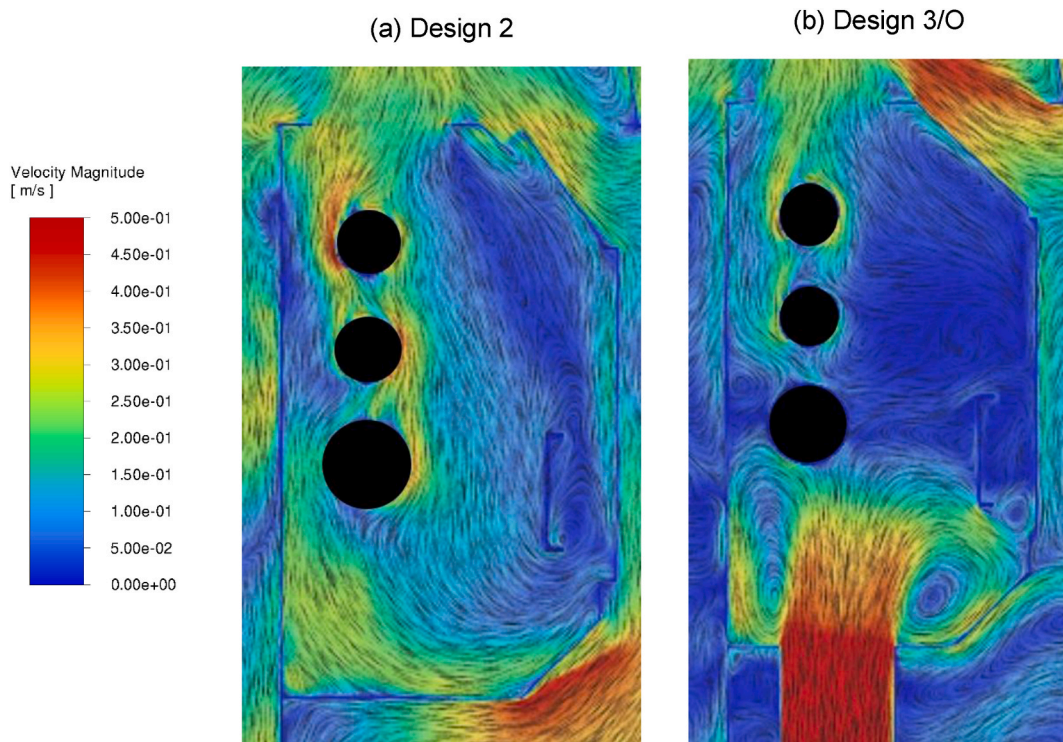 (a) Design 2
(b) Design 3/O
Velocity Magnitude
[ m/s ]
5.00e-01
4.50e-01
4.00e-01
3.50e-01
3.00e-01
2.50e-01
2.00e-01
1.50e-01
1.00e-01
5.00e-02
0.00e+00